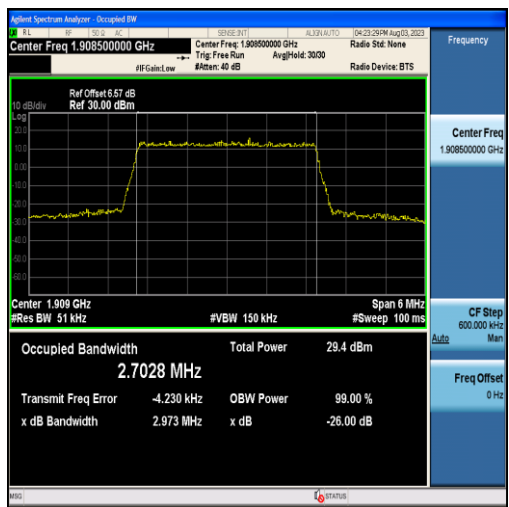 Agilent Spectrum Analyzer - Occupied BW
RL RF 50 Ω AC SENSE:INT ALIGN AUTO 04:23:29 PM Aug 03, 2023
Center Freq 1.908500000 GHz
Center Freq: 1.908500000 GHz
Radio Std: None
Trig: Free Run Avg|Hold: 30/30
#IFGain:Low
#Atten: 40 dB
Radio Device: BTS
Frequency
Ref Offset 6.57 dB
10 dB/div Ref 30.00 dBm
Log
20.0
10.0
0.00
-10.0
-20.0
-30.0
-40.0
-50.0
-60.0
Center 1.909 GHz Span 6 MHz
#Res BW 51 kHz #VBW 150 kHz #Sweep 100 ms
Occupied Bandwidth Total Power 29.4 dBm
2.7028 MHz
Transmit Freq Error -4.230 kHz OBW Power 99.00 %
x dB Bandwidth 2.973 MHz x dB -26.00 dB
Center Freq
1.908500000 GHz
CF Step
600.000 kHz
Auto Man
Freq Offset
0 Hz
MSG STATUS